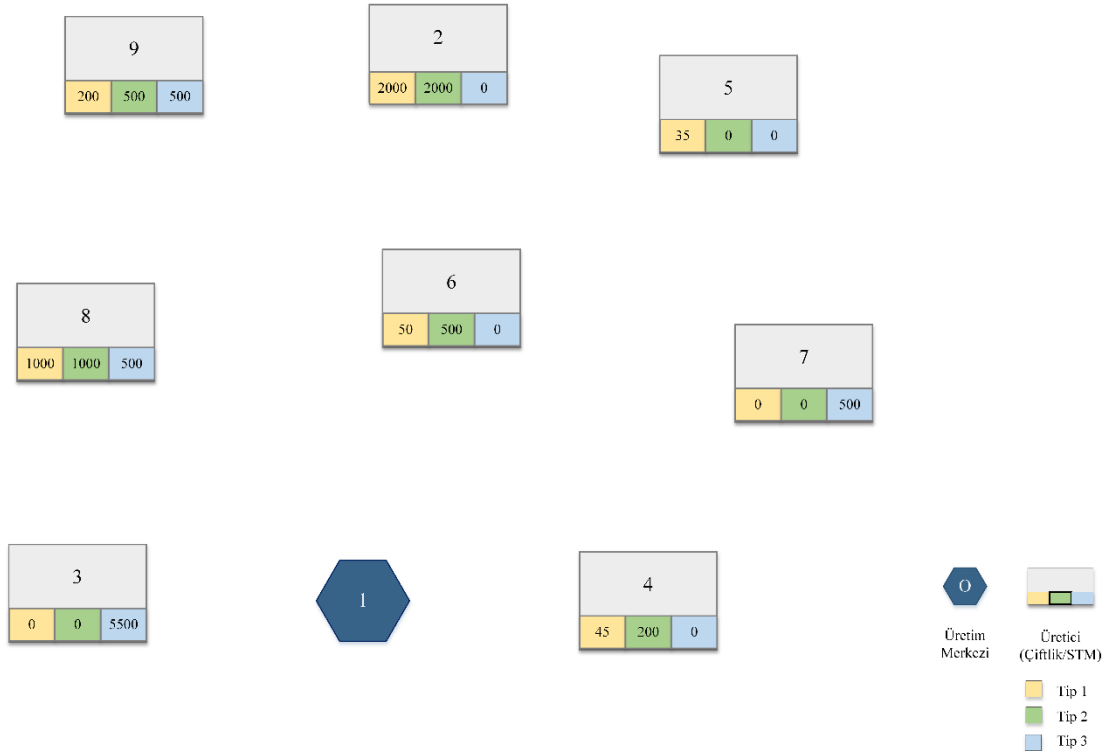 9
200 500 500
2
2000 2000 0
5
35 0 0
8
1000 1000 500
6
50 500 0
7
0 0 500
3
0 0 5500
1
4
45 200 0
O
Üretim
Merkezi
Üretici
(Çiftlik/STM)
Tip 1
Tip 2
Tip 3